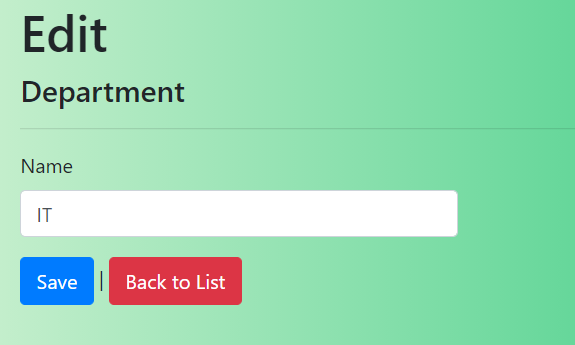 Edit
Department
Name
IT
Save | Back to List